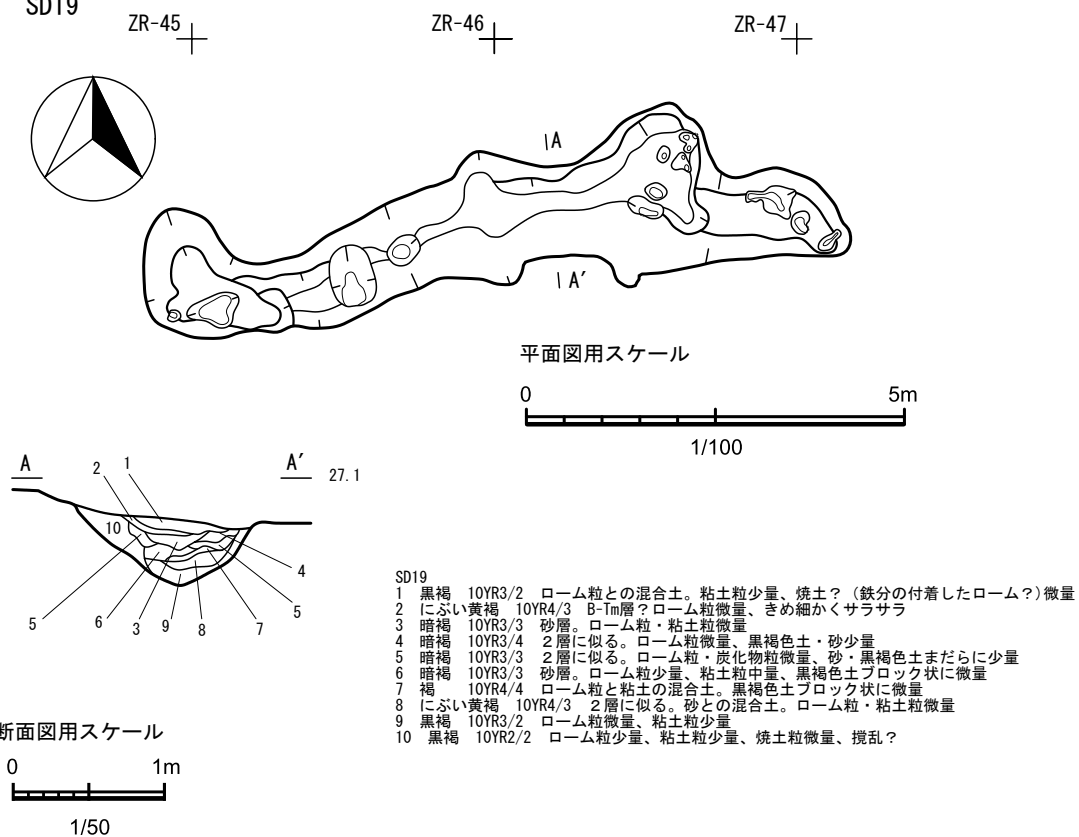 SD19
ZR-45
ZR-46
ZR-47
A
A′
平面図用スケール
0 5m
1/100
A A′ 27.1
2 1
10
4
5
5 6 3 9 8 7
断面図用スケール
0 1m
1/50
SD19
1 黒褐 10YR3/2 ローム粒との混合土。粘土粒少量、焼土？（鉄分の付着したローム？)微量
2 にぶい黄褐 10YR4/3 B-Tm層？ローム粒微量、きめ細かくサラサラ
3 暗褐 10YR3/3 砂層。ローム粒・粘土粒微量
4 暗褐 10YR3/4 ２層に似る。ローム粒微量、黒褐色土・砂少量
5 暗褐 10YR3/3 ２層に似る。ローム粒・炭化物粒微量、砂・黒褐色土まだらに少量
6 暗褐 10YR3/3 砂層。ローム粒少量、粘土粒中量、黒褐色土ブロック状に微量
7 褐 10YR4/4 ローム粒と粘土の混合土。黒褐色土ブロック状に微量
8 にぶい黄褐 10YR4/3 ２層に似る。砂との混合土。ローム粒・粘土粒微量
9 黒褐 10YR3/2 ローム粒微量、粘土粒少量
10 黒褐 10YR2/2 ローム粒少量、粘土粒少量、焼土粒微量、撹乱？